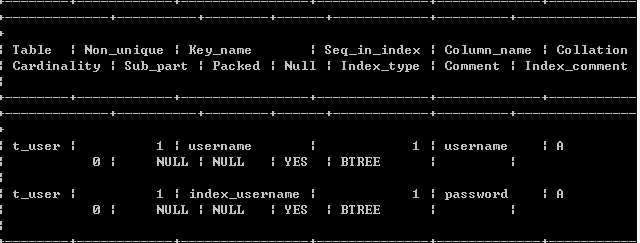 Table | Non_unique | Key_name | Seq_in_index | Column_name | Collation
Cardinality | Sub_part | Packed | Null | Index_type | Comment | Index_comment
t_user | 1 | username | 1 | username | A
0 | NULL | NULL | YES | BTREE | |
t_user | 1 | index_username | 1 | password | A
0 | NULL | NULL | YES | BTREE | |